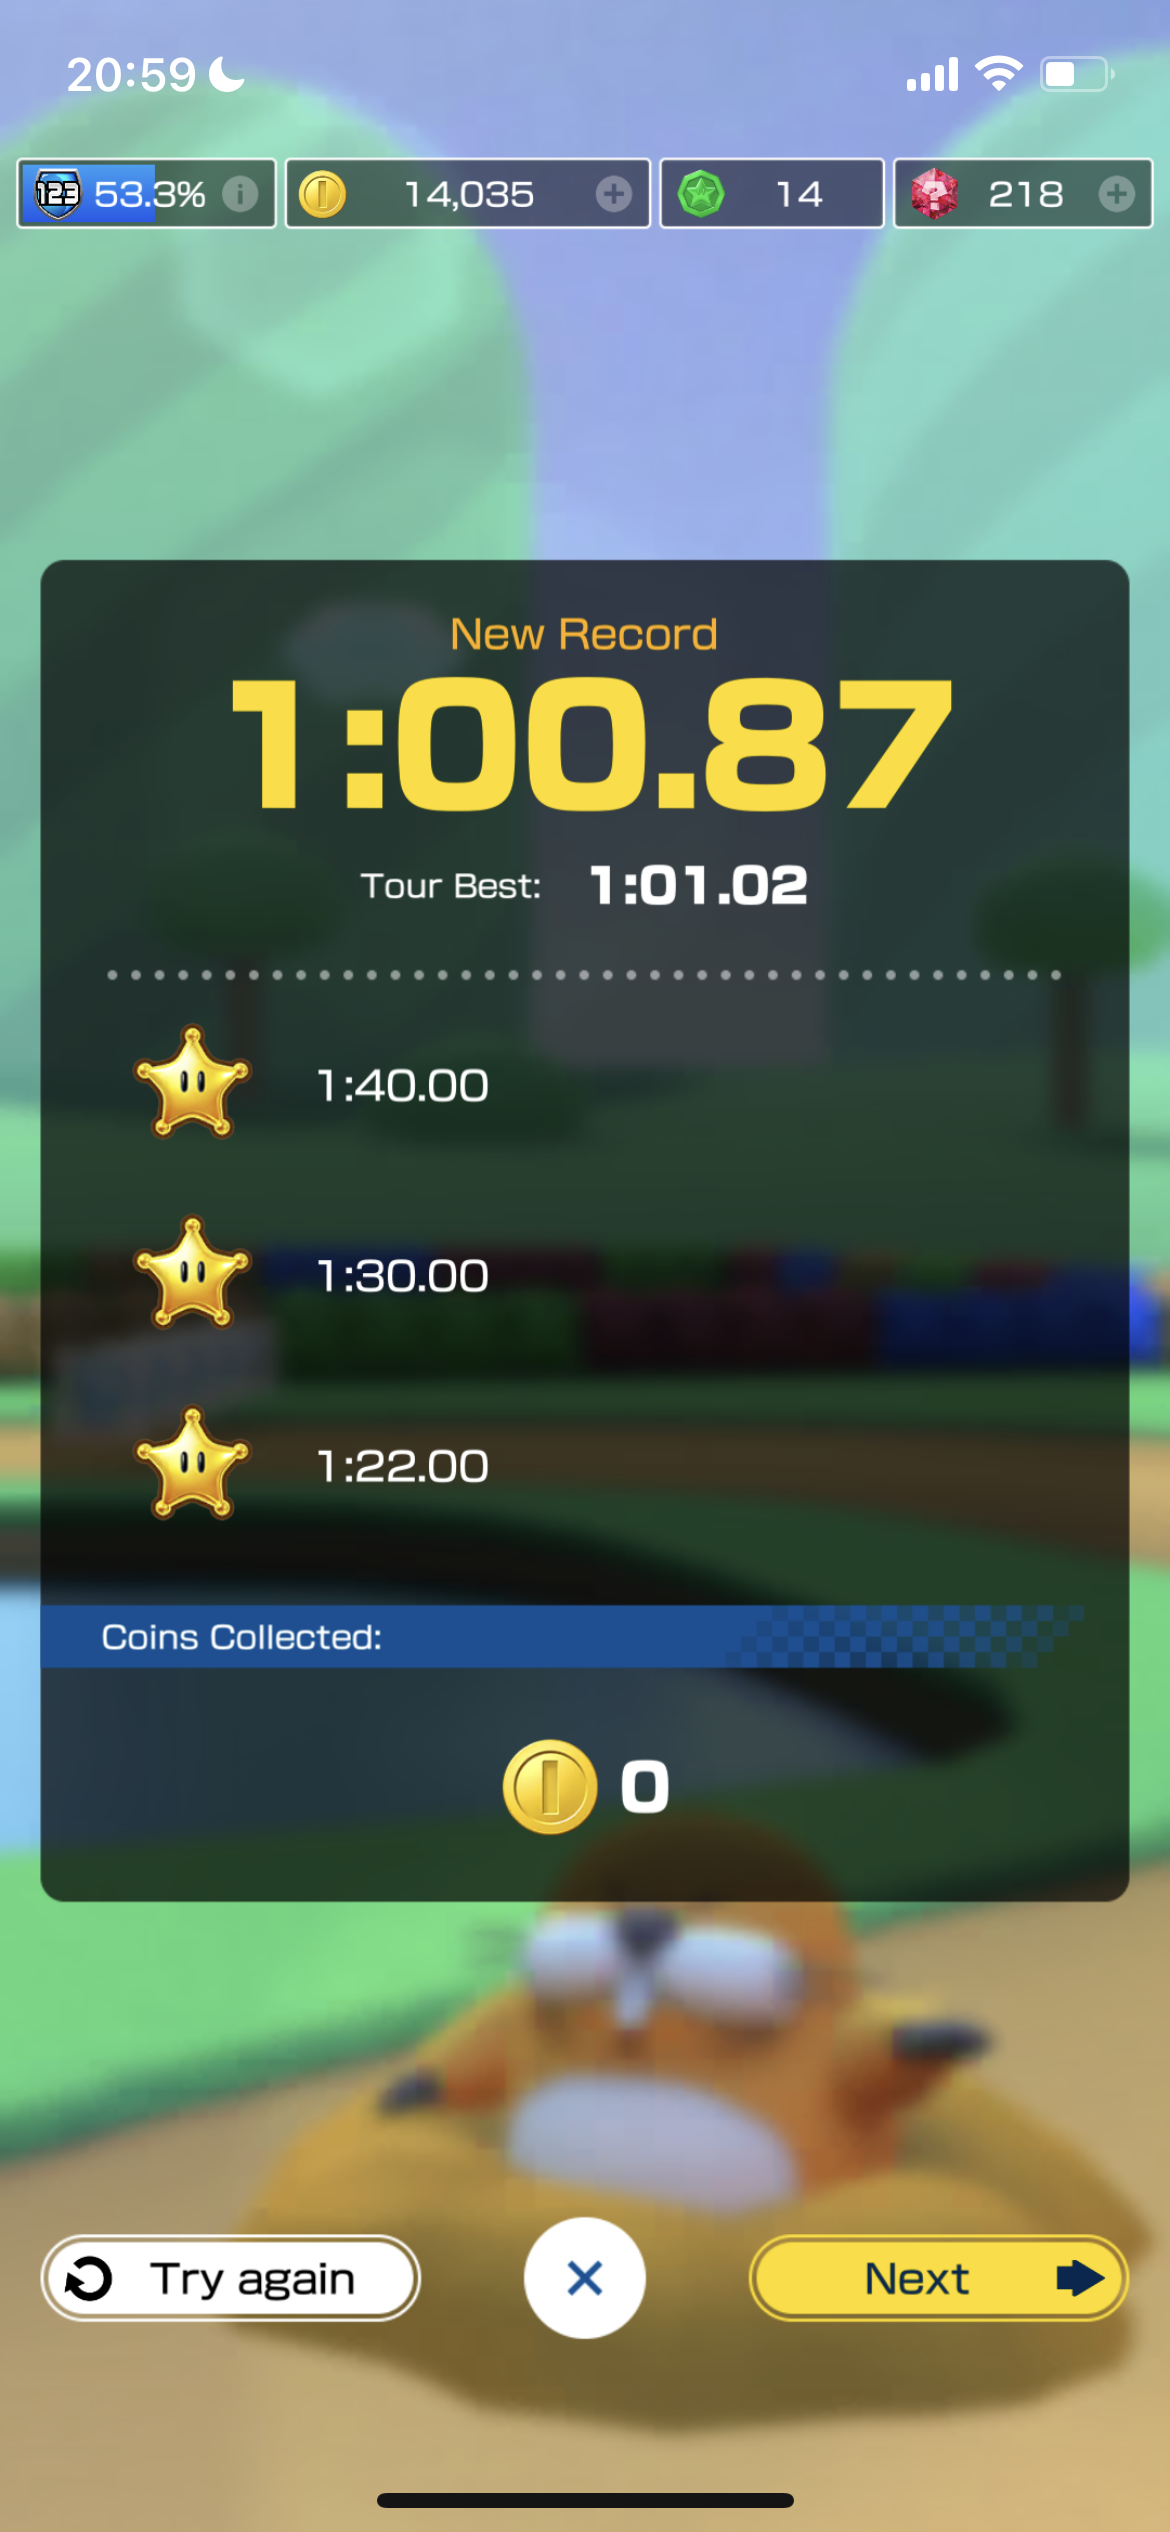 20:59
123 53.3% i 14,035 + 14 ? 218 +
New Record
1:00.87
Tour Best: 1:01.02
1:40.00
1:30.00
1:22.00
Coins Collected:
0
Try again × Next